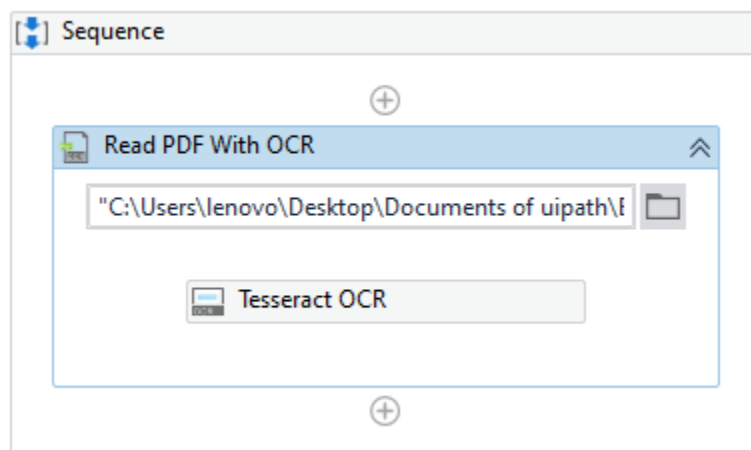 Sequence
Read PDF With OCR
"C:\Users\lenovo\Desktop\Documents of uipath\
Tesseract OCR